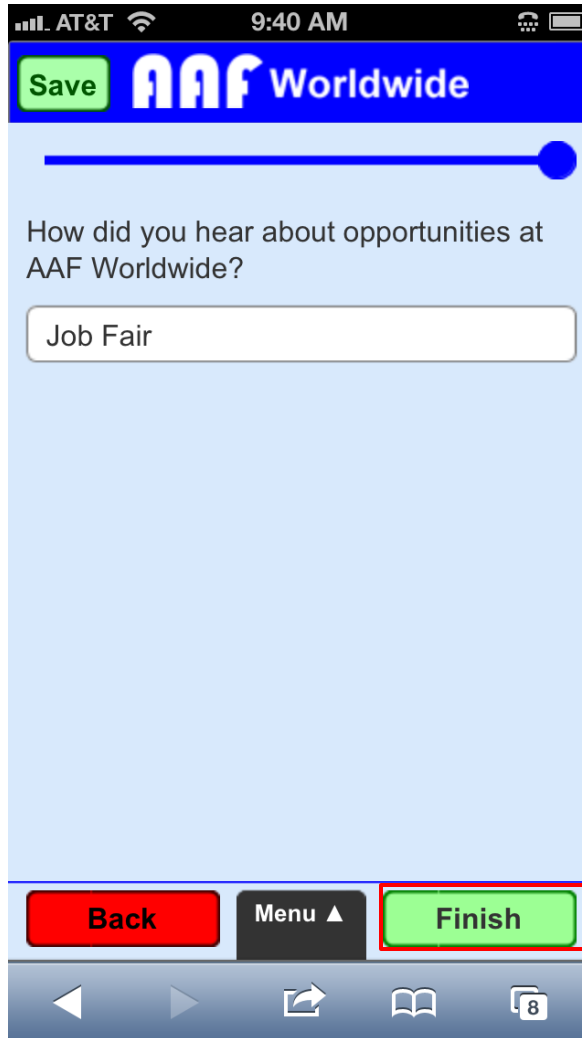 AT&T 9:40 AM
Save AAF Worldwide
How did you hear about opportunities at
AAF Worldwide?
Job Fair
Back Menu ▲ Finish
8